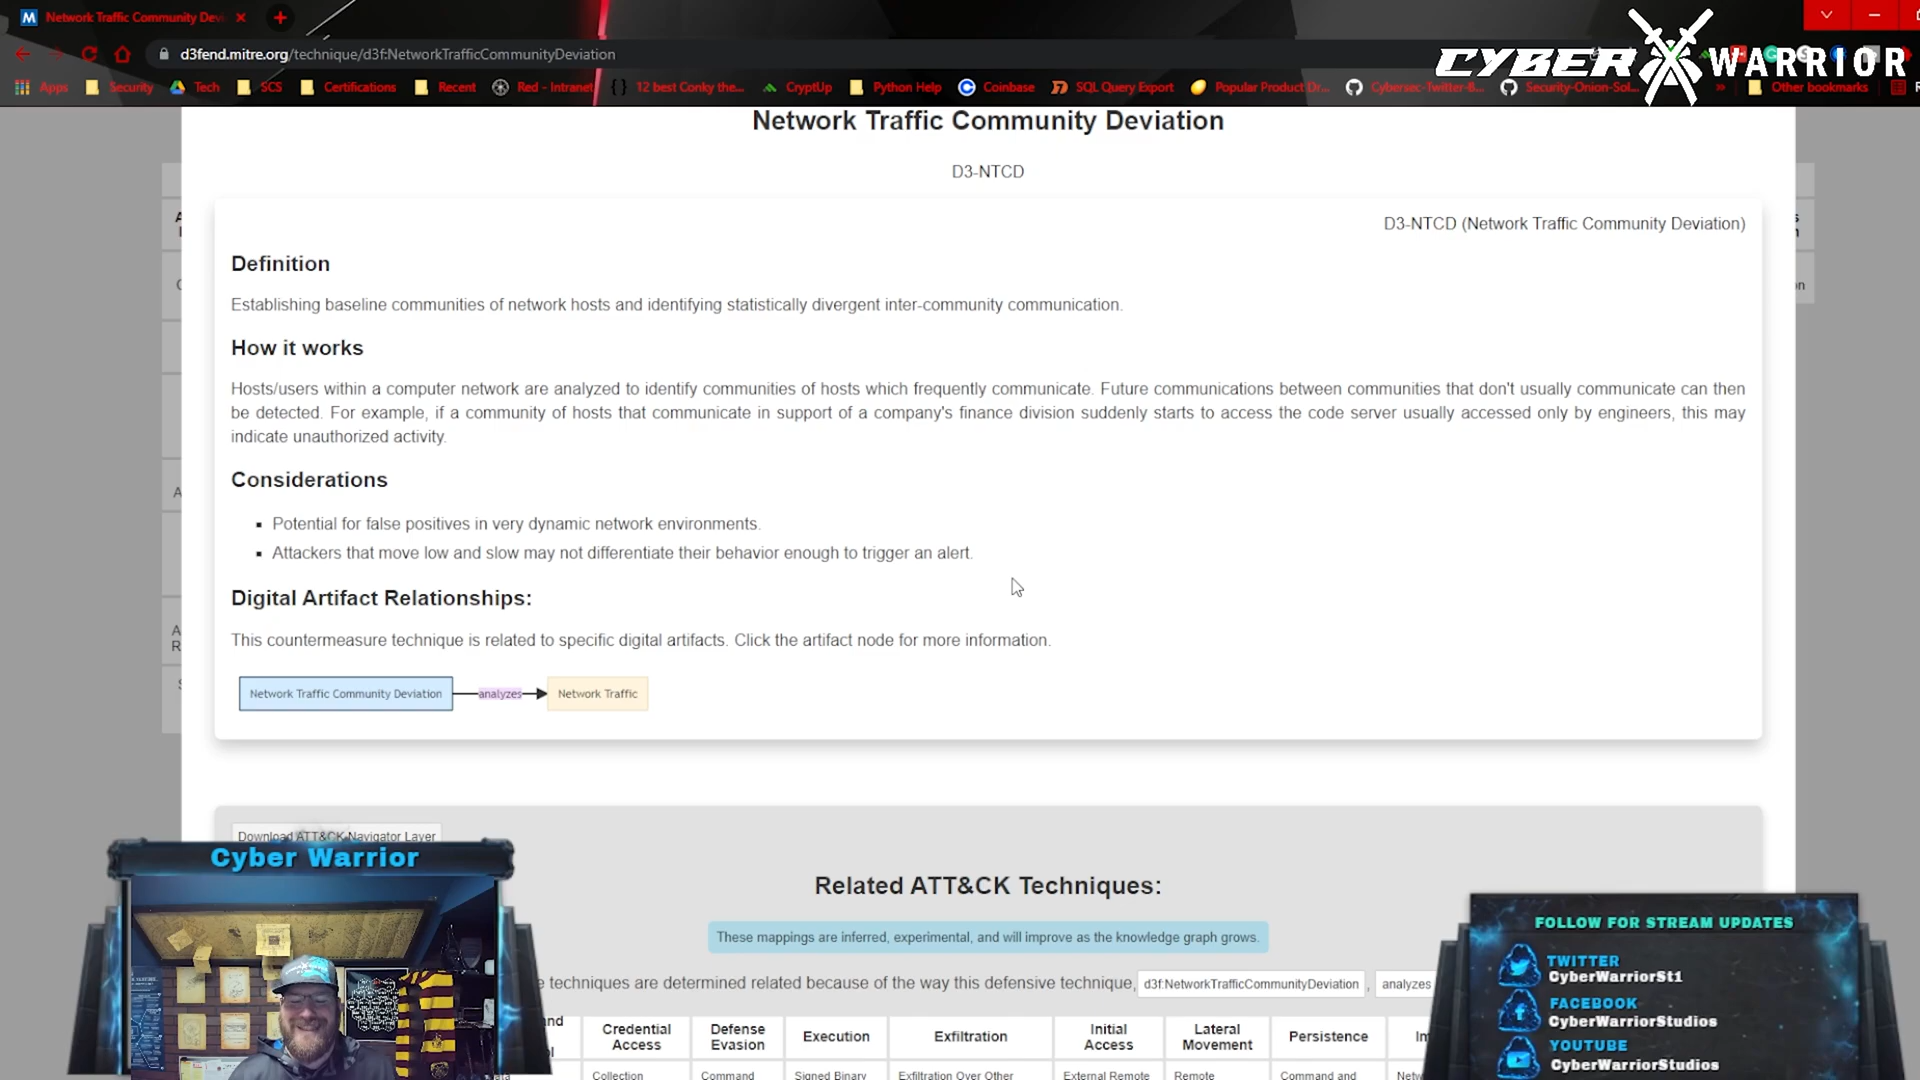 Network Traffic Community Dev
d3fend.mitre.org/technique/d3f:NetworkTrafficCommunityDeviation
CYBER WARRIOR
Apps Security Tech SCS Certifications Recent Red - Intranet 12 best Conky the... CryptUp Python Help Coinbase SQL Query Export Popular Product Dr... Cybersec-Twitter-B... Security-Onion-Sol... » Other bookmarks
Network Traffic Community Deviation
D3-NTCD
D3-NTCD (Network Traffic Community Deviation)
Definition
Establishing baseline communities of network hosts and identifying statistically divergent inter-community communication.
How it works
Hosts/users within a computer network are analyzed to identify communities of hosts which frequently communicate. Future communications between communities that don't usually communicate can then
be detected. For example, if a community of hosts that communicate in support of a company's finance division suddenly starts to access the code server usually accessed only by engineers, this may
indicate unauthorized activity.
Considerations
Potential for false positives in very dynamic network environments.
Attackers that move low and slow may not differentiate their behavior enough to trigger an alert.
Digital Artifact Relationships:
This countermeasure technique is related to specific digital artifacts. Click the artifact node for more information.
Network Traffic Community Deviation analyzes Network Traffic
Download ATT&CK Navigator Layer
Related ATT&CK Techniques:
These mappings are inferred, experimental, and will improve as the knowledge graph grows.
techniques are determined related because of the way this defensive technique, d3f:NetworkTrafficCommunityDeviation , analyzes
Credential Access
Defense Evasion
Execution
Exfiltration
Initial Access
Lateral Movement
Persistence
Collection Command Signed Binary Exfiltration Over Other External Remote Remote Command and
Cyber Warrior
FOLLOW FOR STREAM UPDATES
TWITTER
CyberWarriorSt1
FACEBOOK
CyberWarriorStudios
YOUTUBE
CyberWarriorStudios